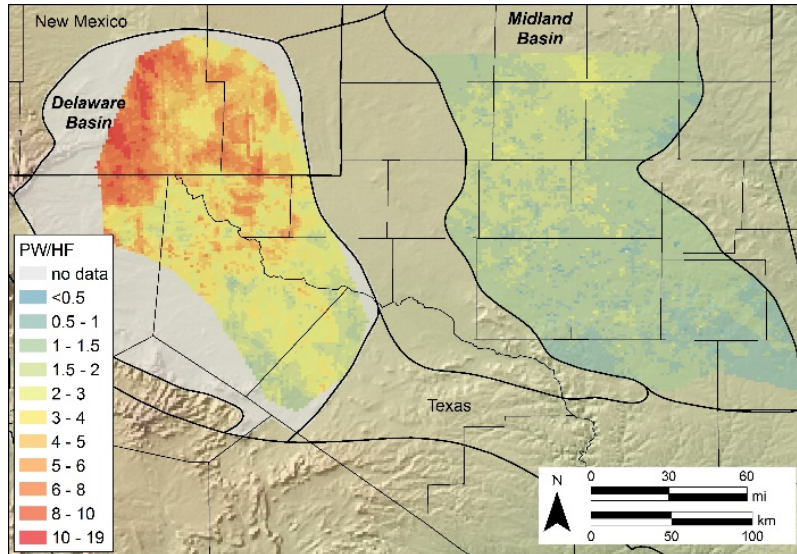 New Mexico
Midland
Basin
Delaware
Basin
PW/HF
no data
<0.5
0.5 - 1
1 - 1.5
1.5 - 2
2 - 3
3 - 4
4 - 5
5 - 6
6 - 8
8 - 10
10 - 19
Texas
N
0 30 60
mi
km
0 50 100